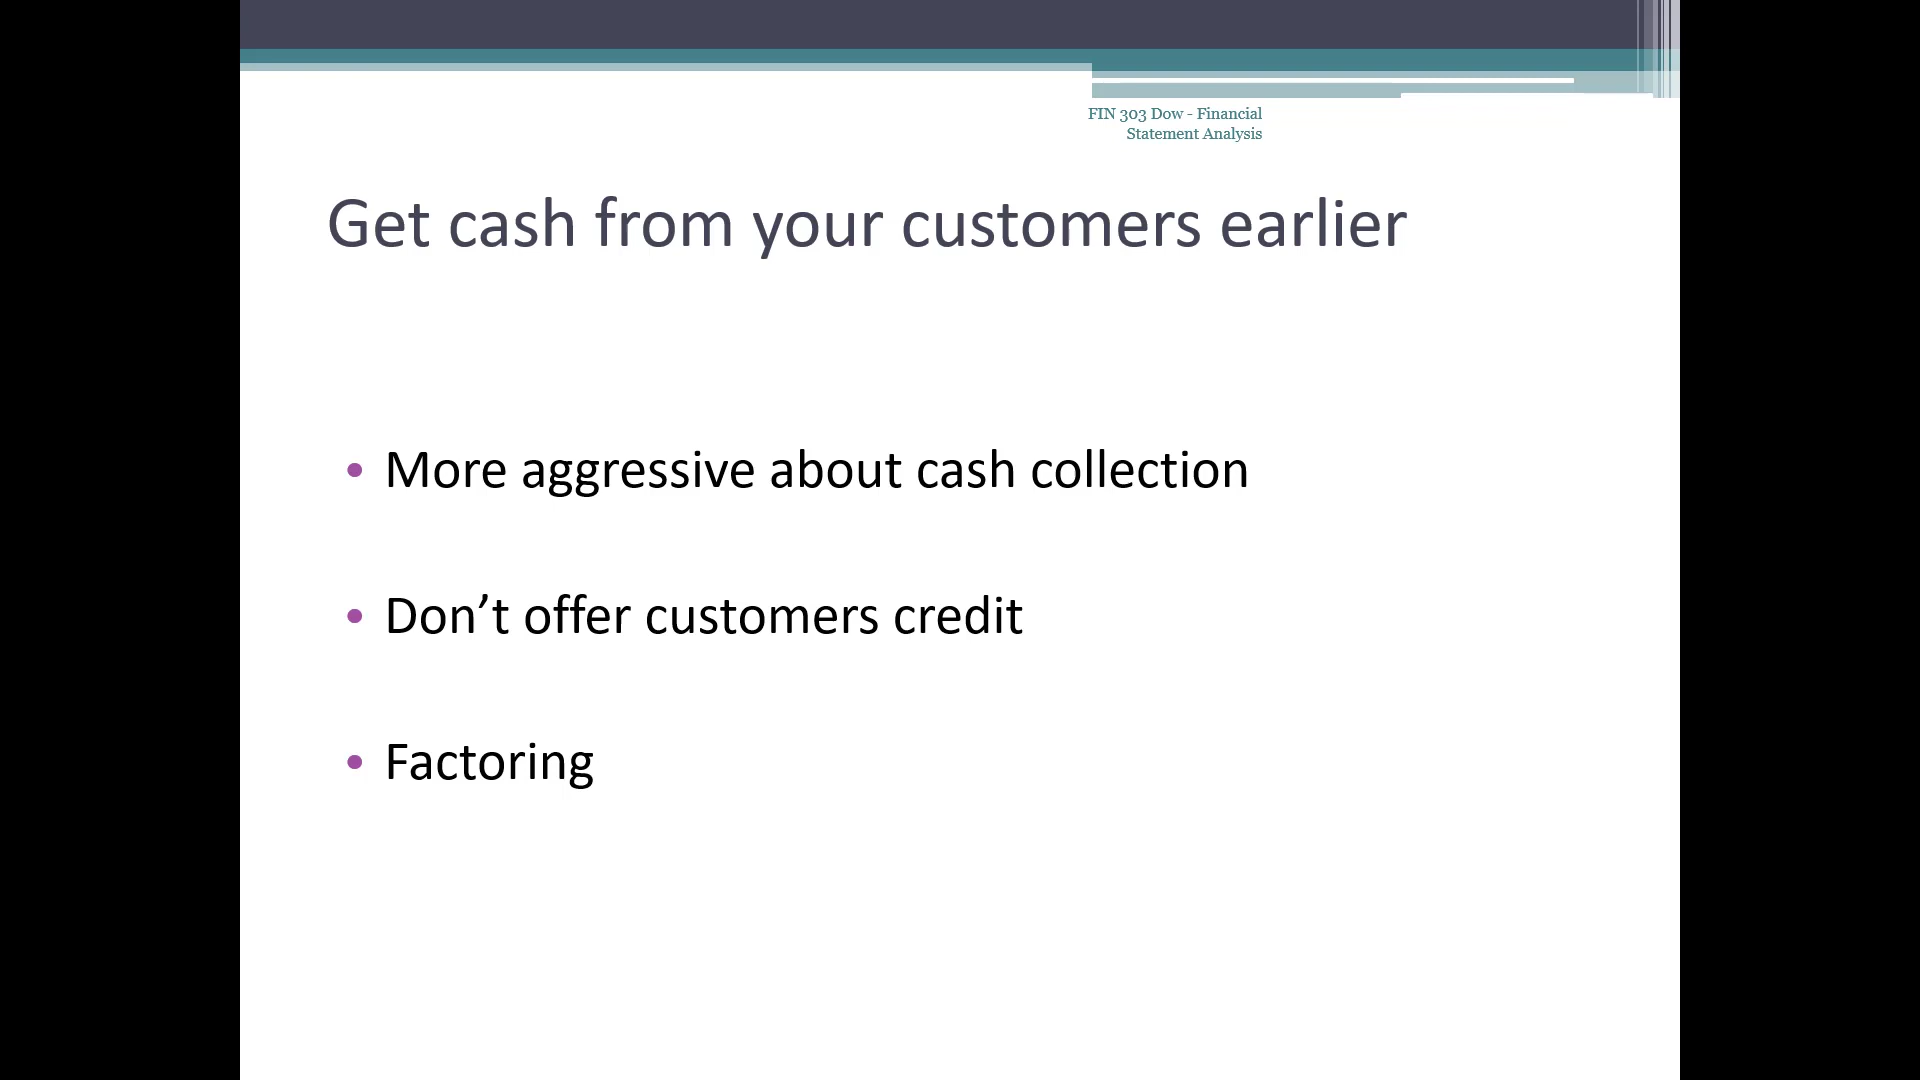 FIN 303 Dow - Financial
Statement Analysis
Get cash from your customers earlier
• More aggressive about cash collection
• Don’t offer customers credit
• Factoring